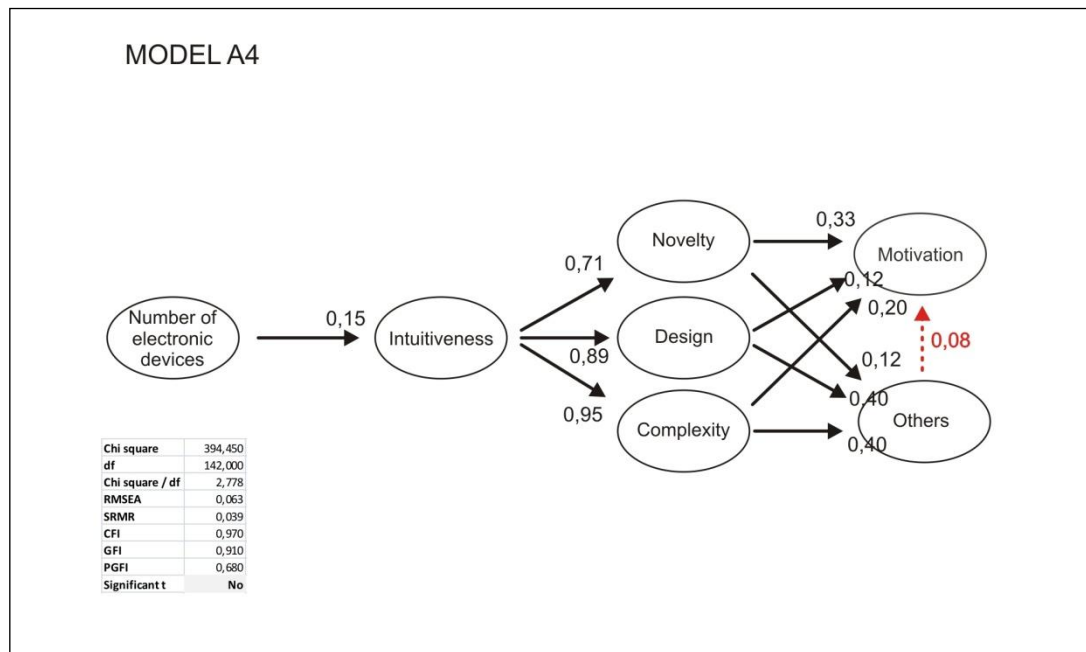 MODEL A4
Number of
electronic
devices
0,15
Intuitiveness
0,71
0,89
0,95
Novelty
Design
Complexity
0,33
0,12
0,20
0,12
0,40
0,40
Motivation
0,08
Others
Chi square 394,450
df 142,000
Chi square / df 2,778
RMSEA 0,063
SRMR 0,039
CFI 0,970
GFI 0,910
PGFI 0,680
Significant t No